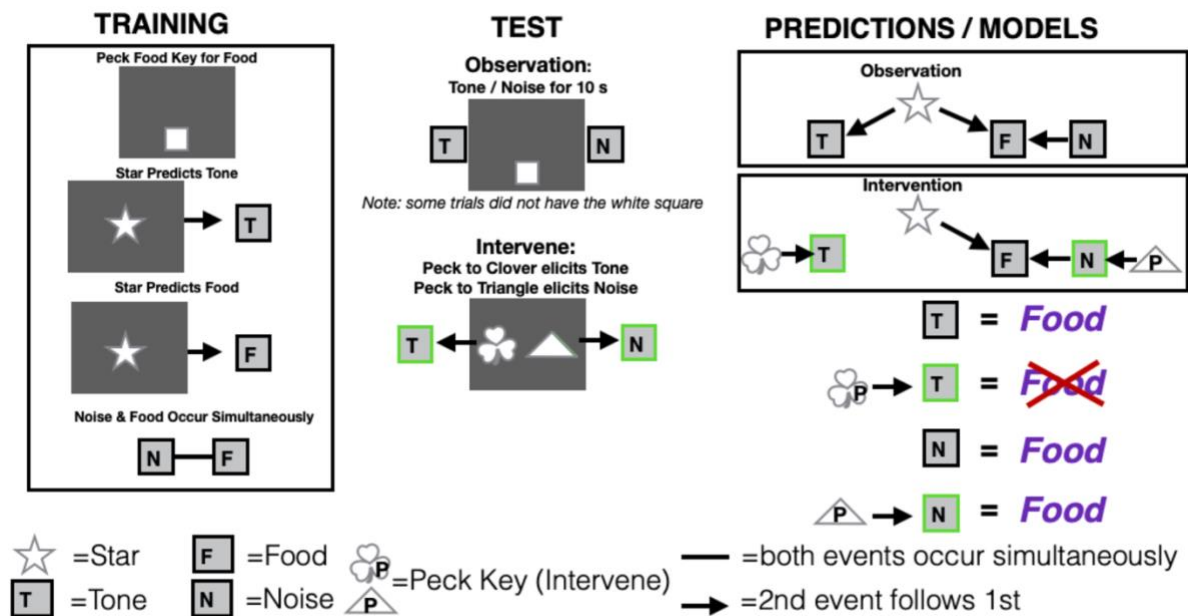 TRAINING
Peck Food Key for Food
Star Predicts Tone
T
Star Predicts Food
F
Noise & Food Occur Simultaneously
N F
TEST
Observation:
Tone / Noise for 10 s
T N
Note: some trials did not have the white square
Intervene:
Peck to Clover elicits Tone
Peck to Triangle elicits Noise
T N
PREDICTIONS / MODELS
Observation
T F N
Intervention
T F N P
T = Food
P T = Food
N = Food
P N = Food
=Star F =Food P
T =Tone N =Noise P =Peck Key (Intervene)
=both events occur simultaneously
=2nd event follows 1st